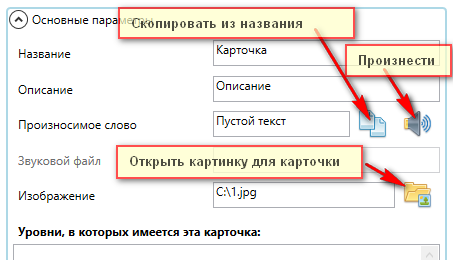 Основные параметры
Скопировать из названия
Название
Карточка
Произнести
Описание
Описание
Произносимое слово
Пустой текст
Звуковой файл
Открыть картинку для карточки
Изображение
C:\1.jpg
Уровни, в которых имеется эта карточка: